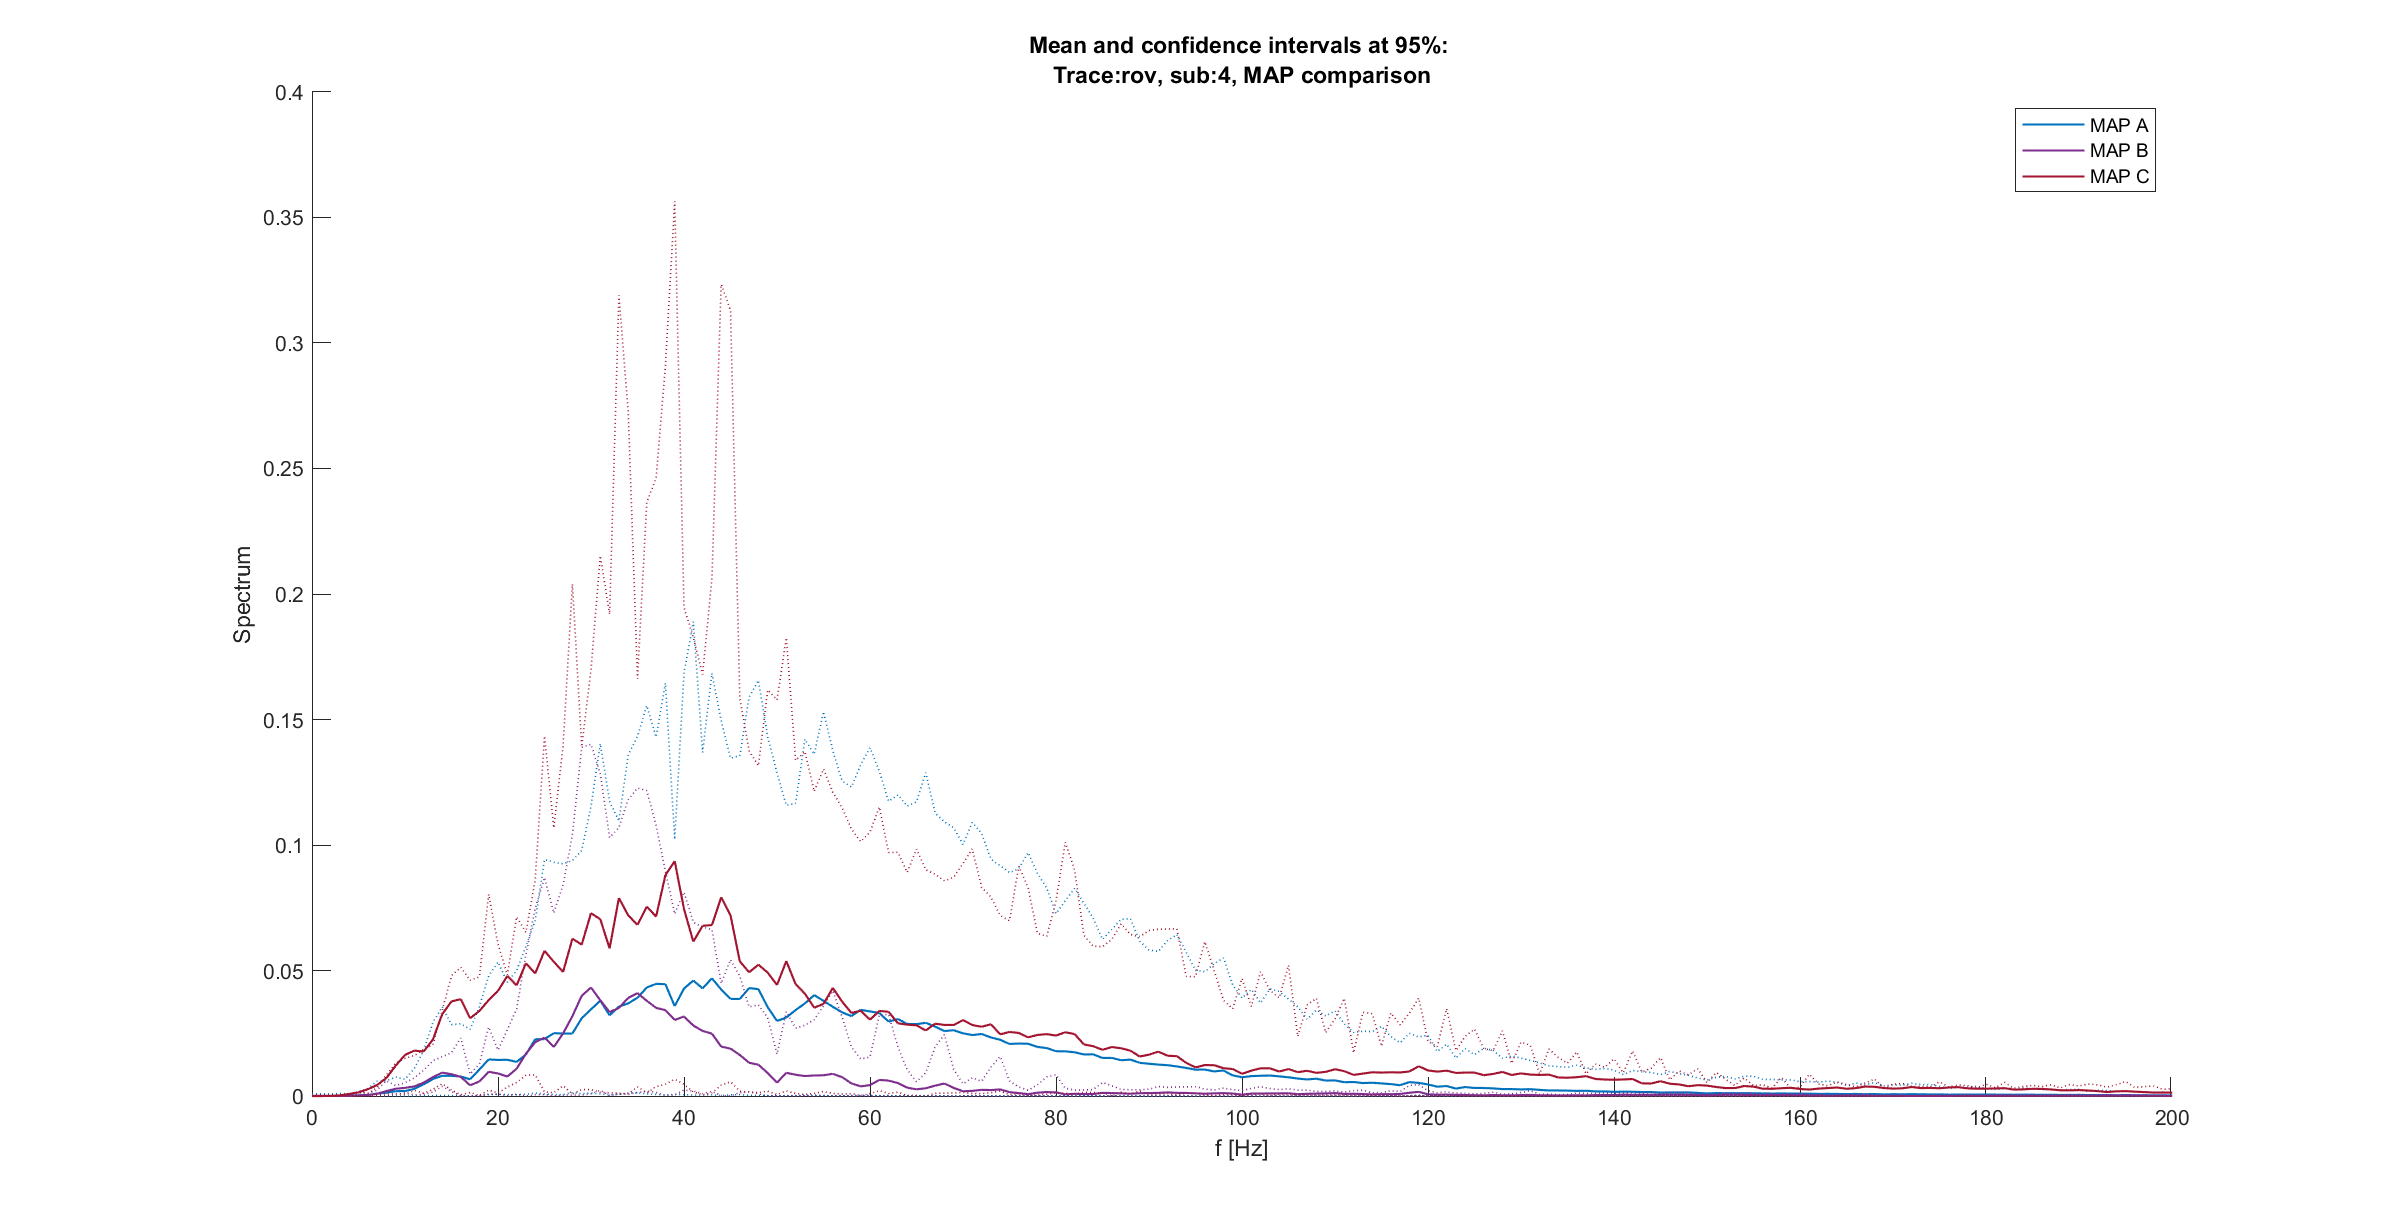 Mean and confidence intervals at 95%:
Trace:rov, sub:4, MAP comparison
MAP A
MAP B
MAP C
0.4
0.35
0.3
0.25
0.2
0.15
0.1
0.05
0
Spectrum
0 20 40 60 80 100 120 140 160 180 200
f [Hz]